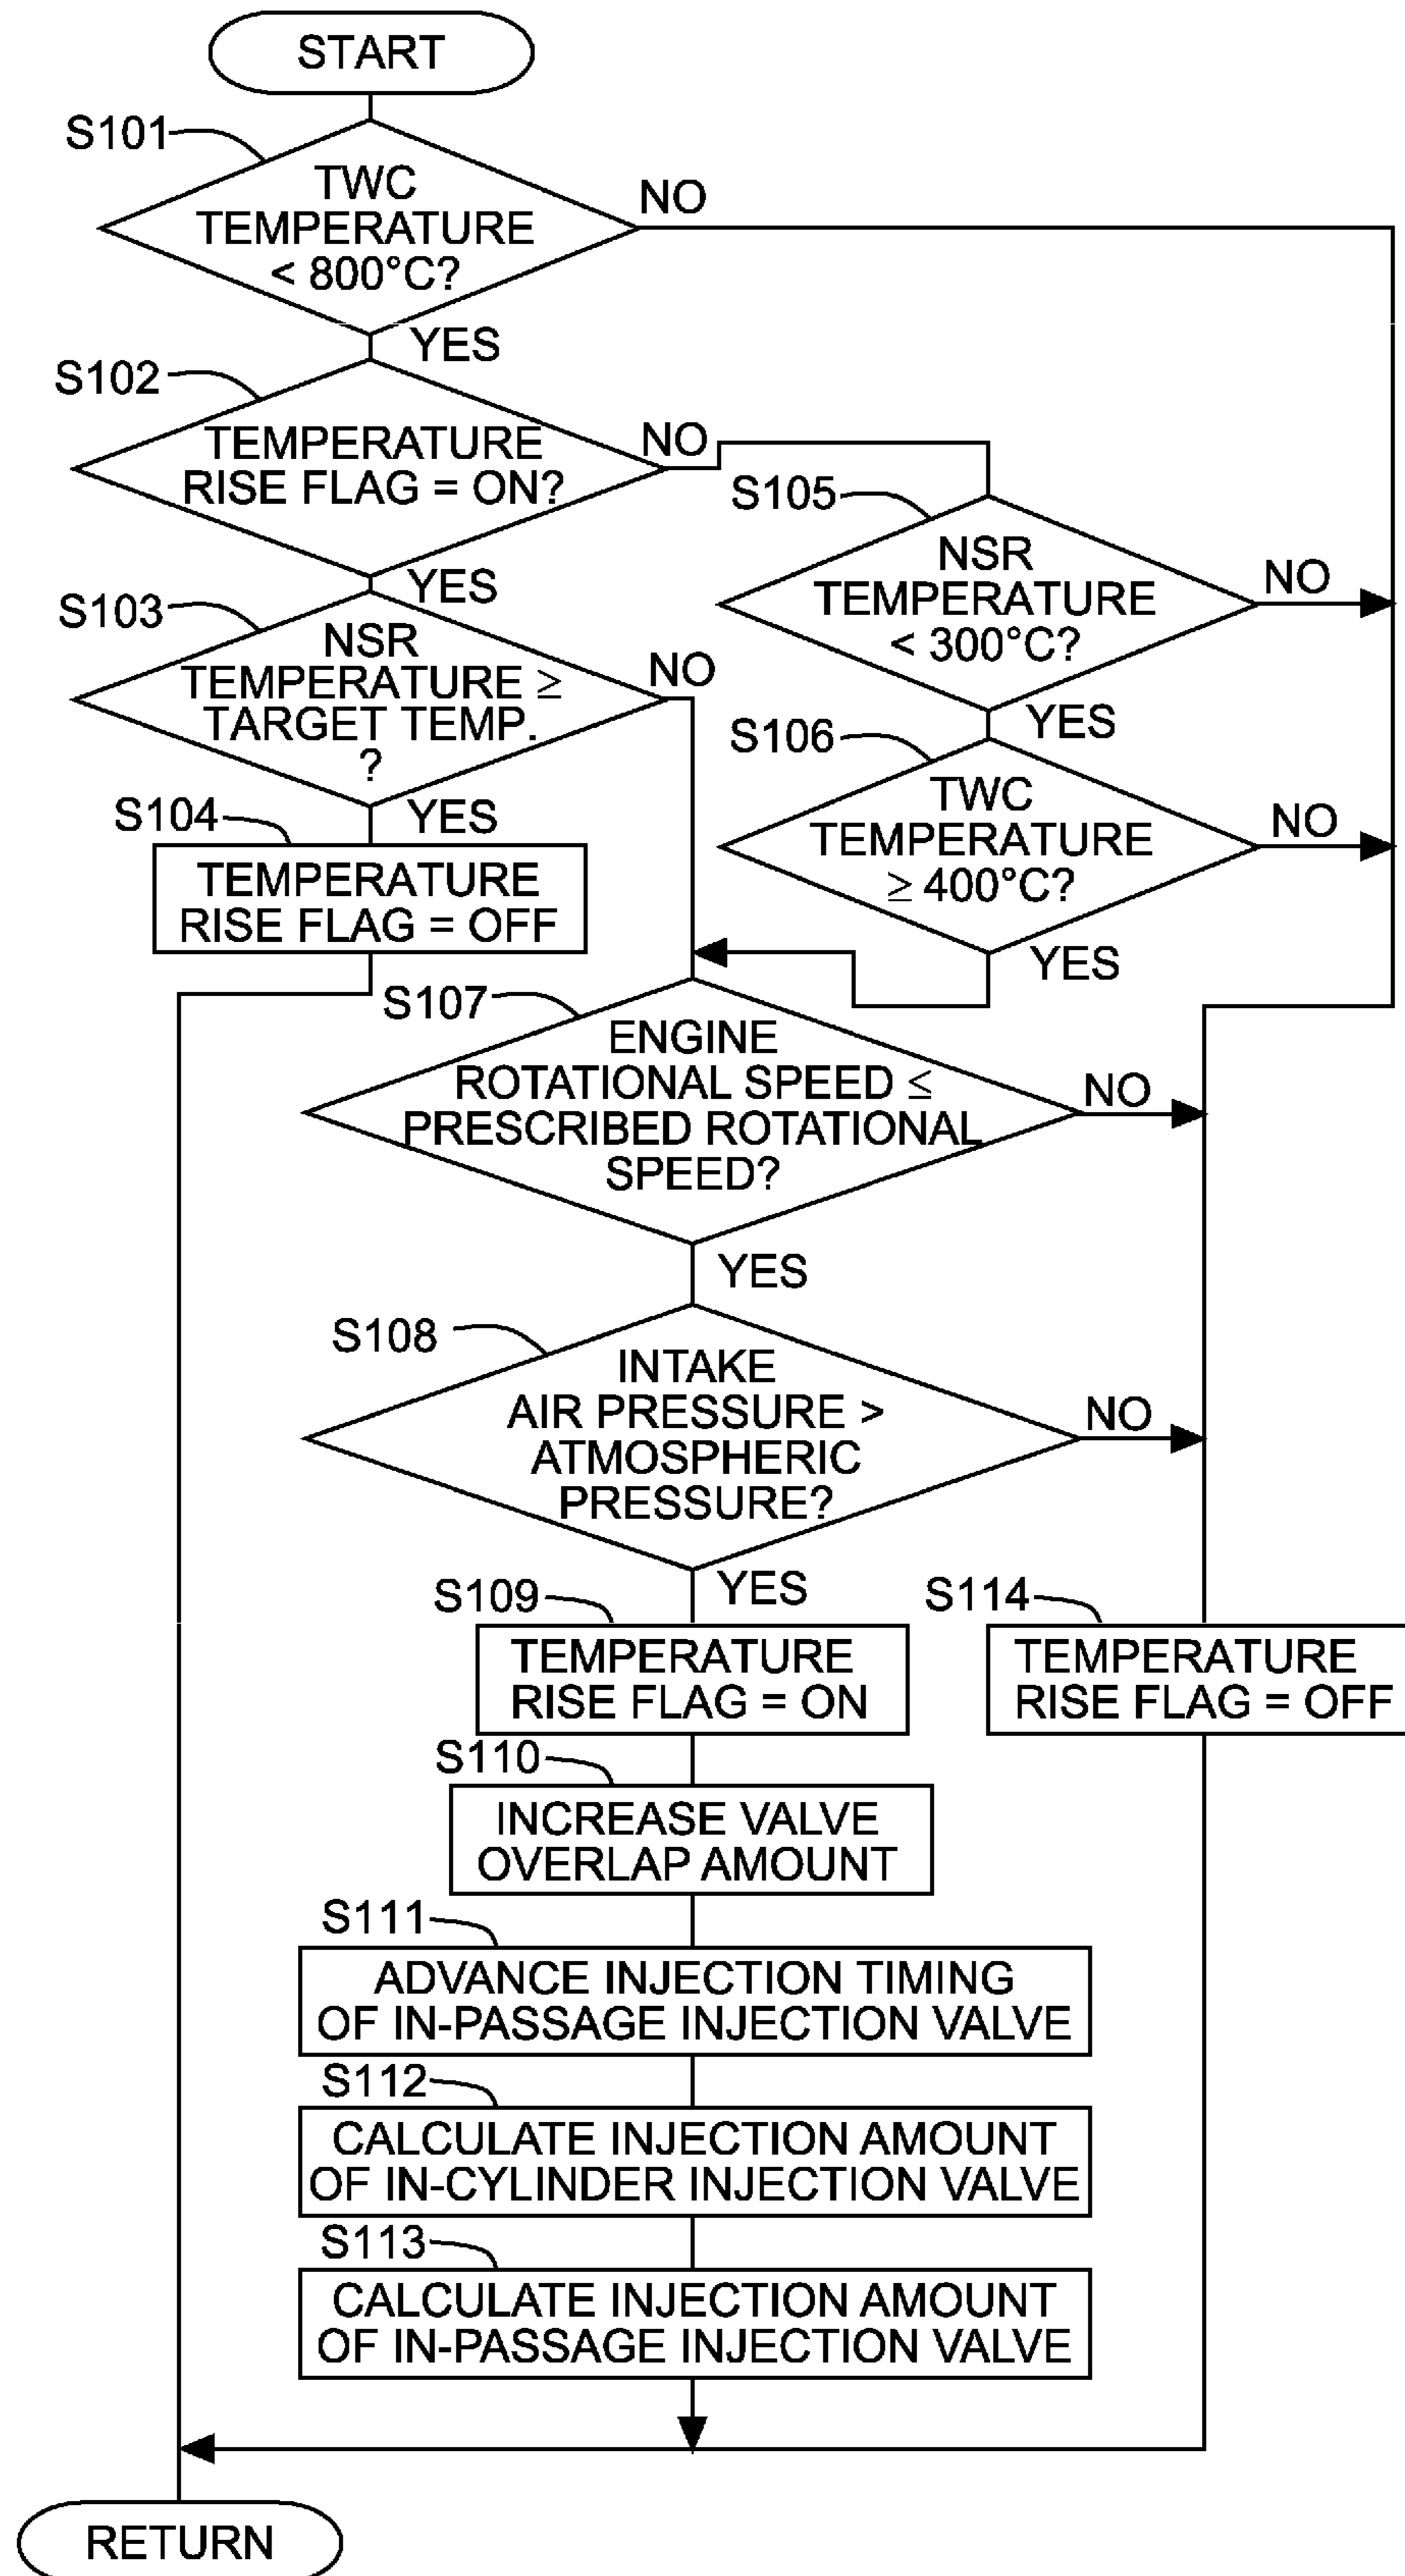 START
S101
TWC
TEMPERATURE
< 800°C?
NO
YES
S102
TEMPERATURE
RISE FLAG = ON?
NO
YES
S103
NSR
TEMPERATURE ≥
TARGET TEMP.
?
NO
YES
S104
TEMPERATURE
RISE FLAG = OFF
S105
NSR
TEMPERATURE
< 300°C?
NO
YES
S106
TWC
TEMPERATURE
≥ 400°C?
NO
YES
S107
ENGINE
ROTATIONAL SPEED ≤
PRESCRIBED ROTATIONAL
SPEED?
NO
YES
S108
INTAKE
AIR PRESSURE >
ATMOSPHERIC
PRESSURE?
NO
YES
S109
TEMPERATURE
RISE FLAG = ON
S114
TEMPERATURE
RISE FLAG = OFF
S110
INCREASE VALVE
OVERLAP AMOUNT
S111
ADVANCE INJECTION TIMING
OF IN-PASSAGE INJECTION VALVE
S112
CALCULATE INJECTION AMOUNT
OF IN-CYLINDER INJECTION VALVE
S113
CALCULATE INJECTION AMOUNT
OF IN-PASSAGE INJECTION VALVE
RETURN